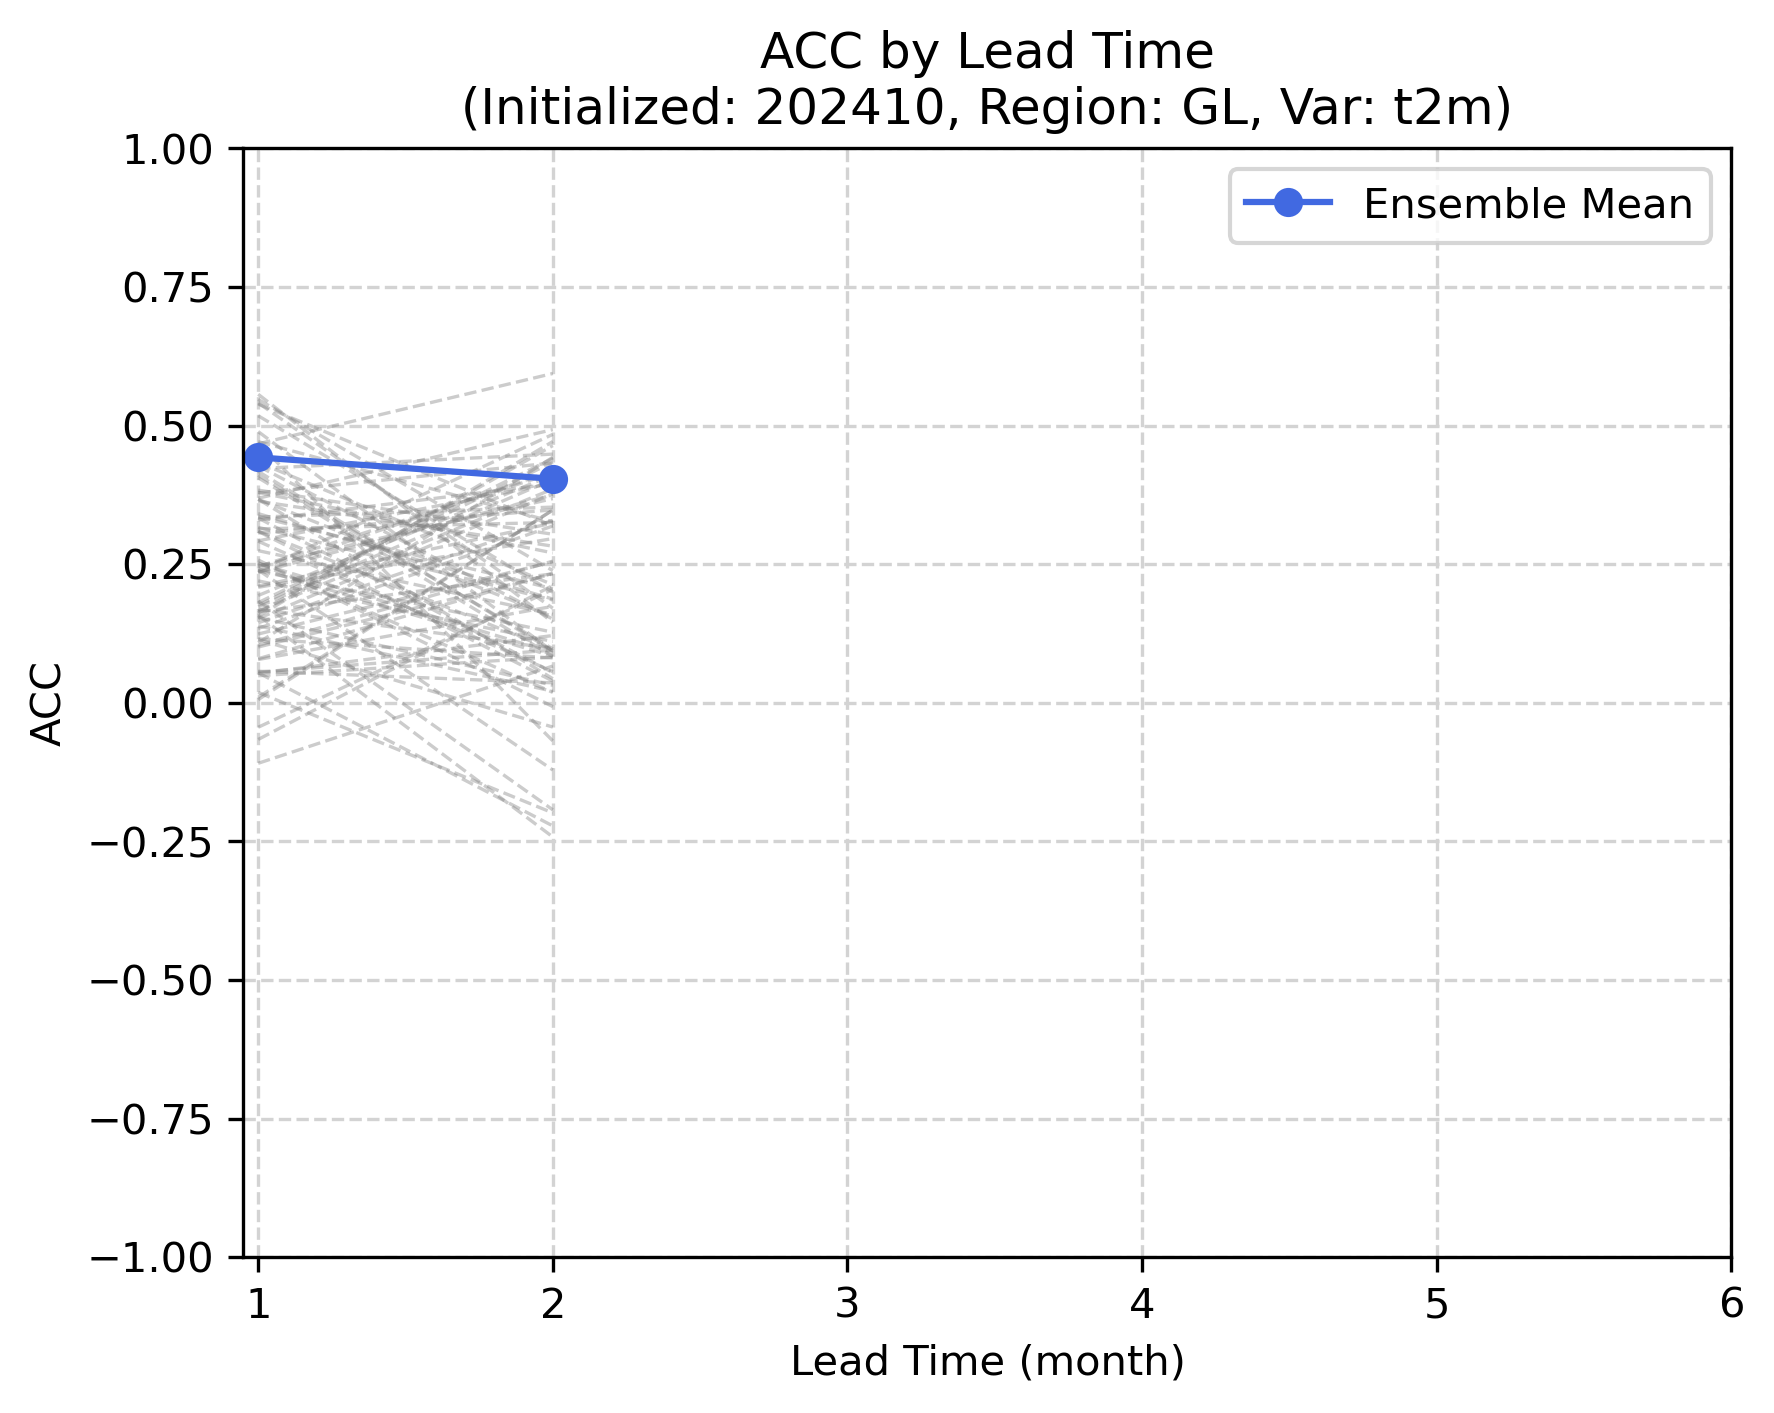 ACC by Lead Time
(Initialized: 202410, Region: GL, Var: t2m)
Ensemble Mean
1.00
0.75
0.50
0.25
0.00
−0.25
−0.50
−0.75
−1.00
ACC
1 2 3 4 5 6
Lead Time (month)